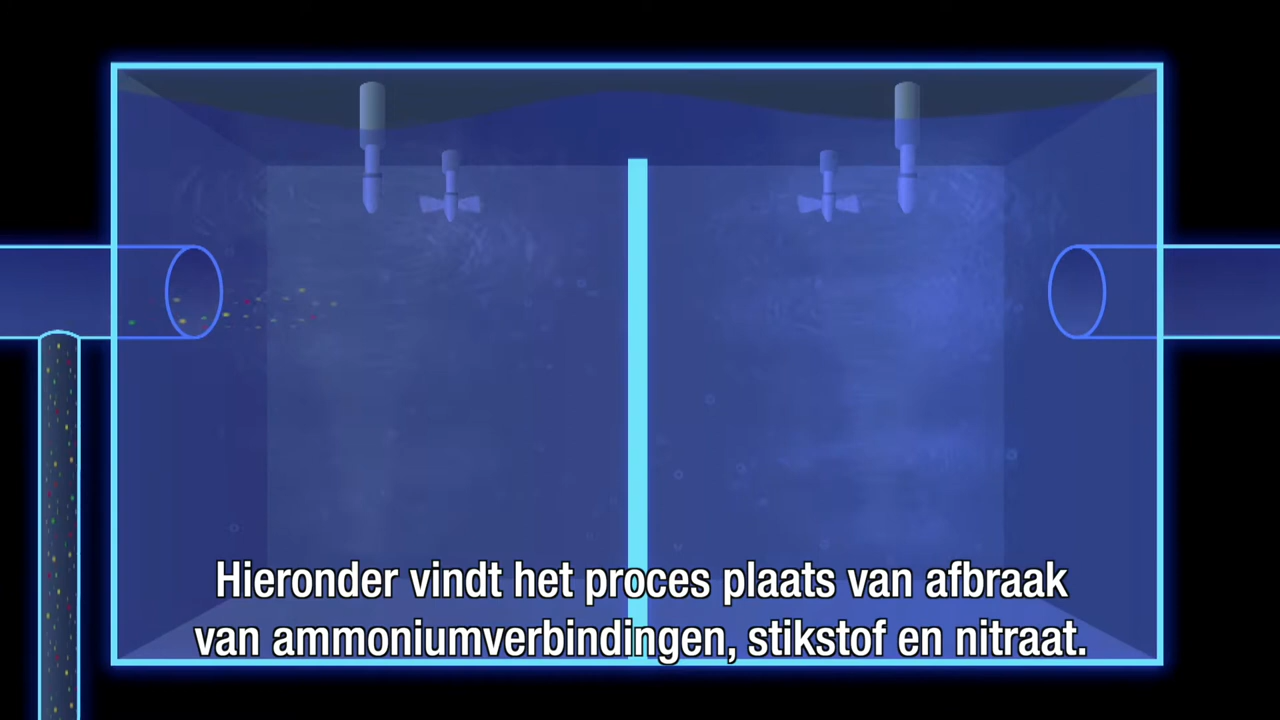 Hieronder vindt het proces plaats van afbraak
van ammoniumverbindingen, stikstof en nitraat.